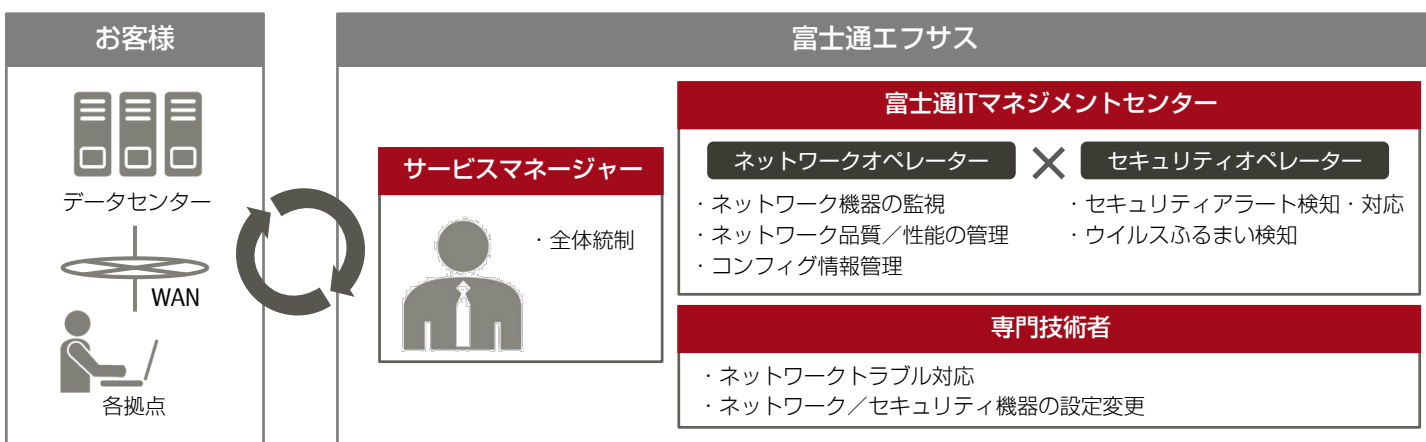 お客様
データセンター
WAN
各拠点
富士通エフサス
サービスマネージャー
・全体統制
富士通ITマネジメントセンター
ネットワークオペレーター
セキュリティオペレーター
・ネットワーク機器の監視
・ネットワーク品質／性能の管理
・コンフィグ情報管理
・セキュリティアラート検知・対応
・ウイルスふるまい検知
専門技術者
・ネットワークトラブル対応
・ネットワーク／セキュリティ機器の設定変更